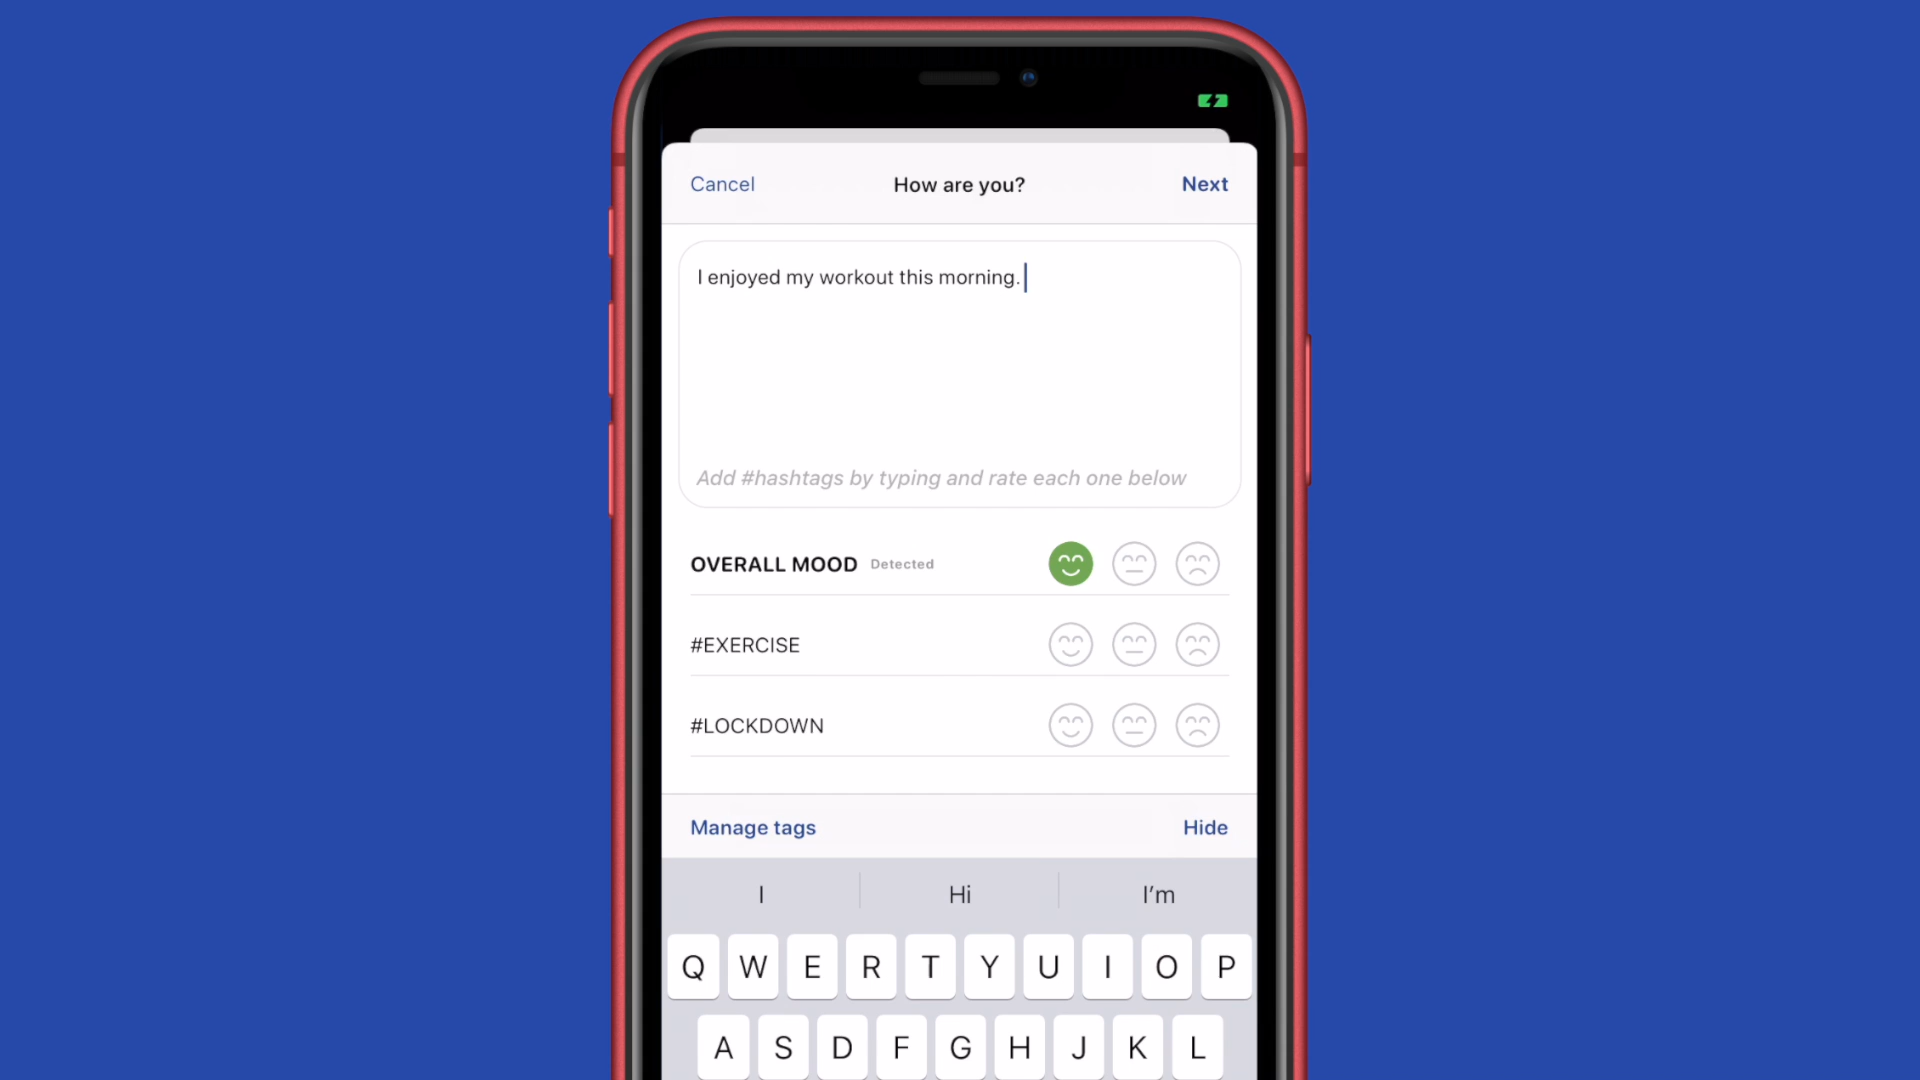 Cancel How are you? Next
I enjoyed my workout this morning.
Add #hashtags by typing and rate each one below
OVERALL MOOD Detected
#EXERCISE
#LOCKDOWN
Manage tags Hide
I Hi I’m
Q W E R T Y U I O P
A S D F G H J K L